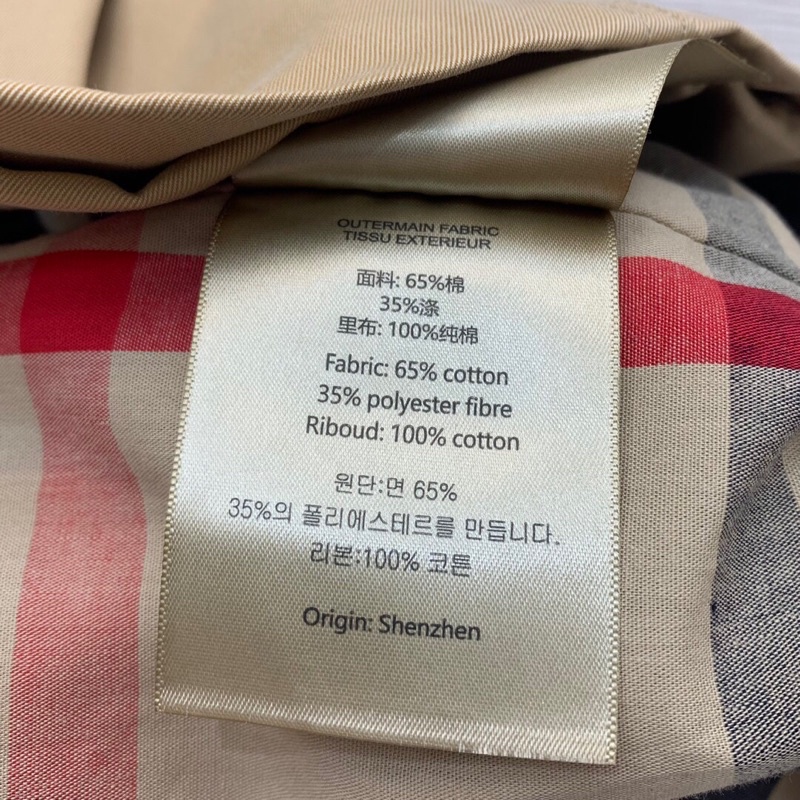 OUTERMAIN FABRIC
TISSU EXTERIEUR
面料: 65%棉
35%涤
里布: 100%纯棉
Fabric: 65% cotton
35% polyester fibre
Riboud: 100% cotton
원단:면 65%
35%의 폴리에스테르를 만듭니다.
리본:100% 코튼
Origin: Shenzhen